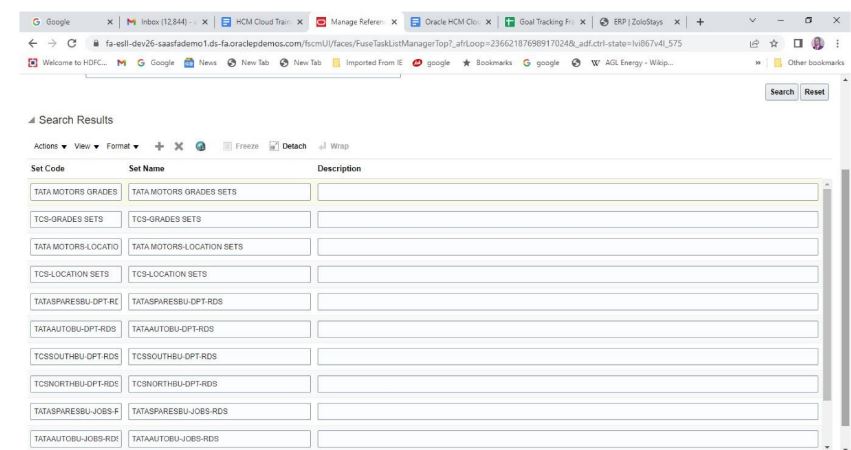 Google
Inbox (12,844) -
HCM Cloud Train
Manage Referen
Oracle HCM Clou
Goal Tracking Fra
ERP | ZoloStays
fa-esll-dev26-saasfademo1.ds-fa.oraclepdemos.com/fscmUI/faces/FuseTaskListManagerTop?_afrLoop=23662187698917024&_adf.ctrl-state=lvi867v4l_575
Welcome to HDFC... Google News New Tab New Tab Imported From IE google Bookmarks google AGL Energy - Wikip... » Other bookmarks
Search Reset
Search Results
Actions View Format Freeze Detach Wrap
Set Code Set Name Description
TATA MOTORS GRADES TATA MOTORS GRADES SETS
TCS-GRADES SETS TCS-GRADES SETS
TATA MOTORS-LOCATIO TATA MOTORS-LOCATION SETS
TCS-LOCATION SETS TCS-LOCATION SETS
TATASPARESBU-DPT-RD TATASPARESBU-DPT-RDS
TATAAUTOBU-DPT-RDS TATAAUTOBU-DPT-RDS
TCSSOUTHBU-DPT-RDS TCSSOUTHBU-DPT-RDS
TCSNORTHBU-DPT-RDS TCSNORTHBU-DPT-RDS
TATASPARESBU-JOBS-R TATASPARESBU-JOBS-RDS
TATAAUTOBU-JOBS-RDS TATAAUTOBU-JOBS-RDS